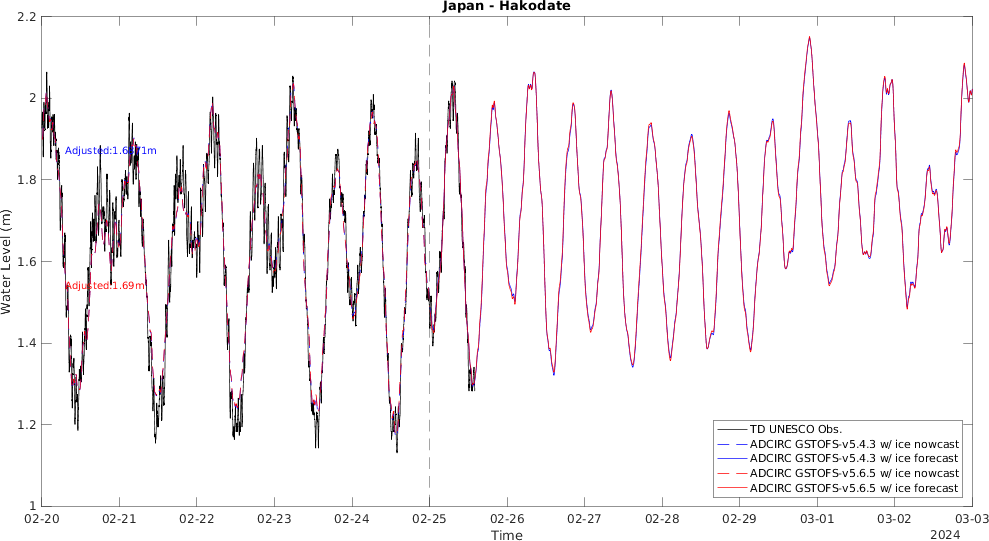 Japan - Hakodate
2.2
2
1.8
1.6
1.4
1.2
1
Water Level (m)
Adjusted:1.6871m
Adjusted:1.69m
TD UNESCO Obs.
ADCIRC GSTOFS-v5.4.3 w/ ice nowcast
ADCIRC GSTOFS-v5.4.3 w/ ice forecast
ADCIRC GSTOFS-v5.6.5 w/ ice nowcast
ADCIRC GSTOFS-v5.6.5 w/ ice forecast
02-20 02-21 02-22 02-23 02-24 02-25 02-26 02-27 02-28 02-29 03-01 03-02 03-03
Time
2024